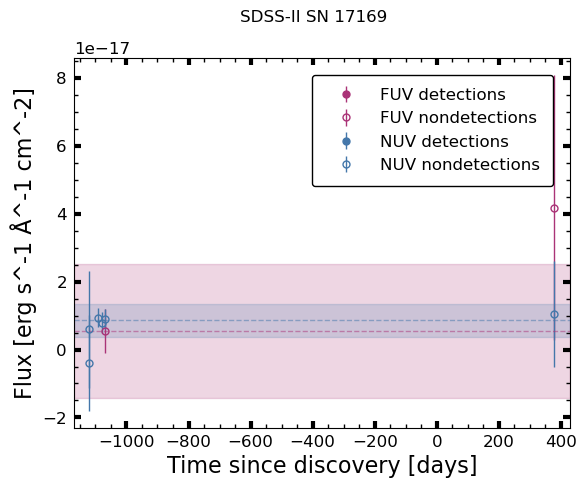 SDSS-II SN 17169
1e−17
Flux [erg s^-1 Å^-1 cm^-2]
8
6
4
2
0
−2
FUV detections
FUV nondetections
NUV detections
NUV nondetections
−1000 −800 −600 −400 −200 0 200 400
Time since discovery [days]